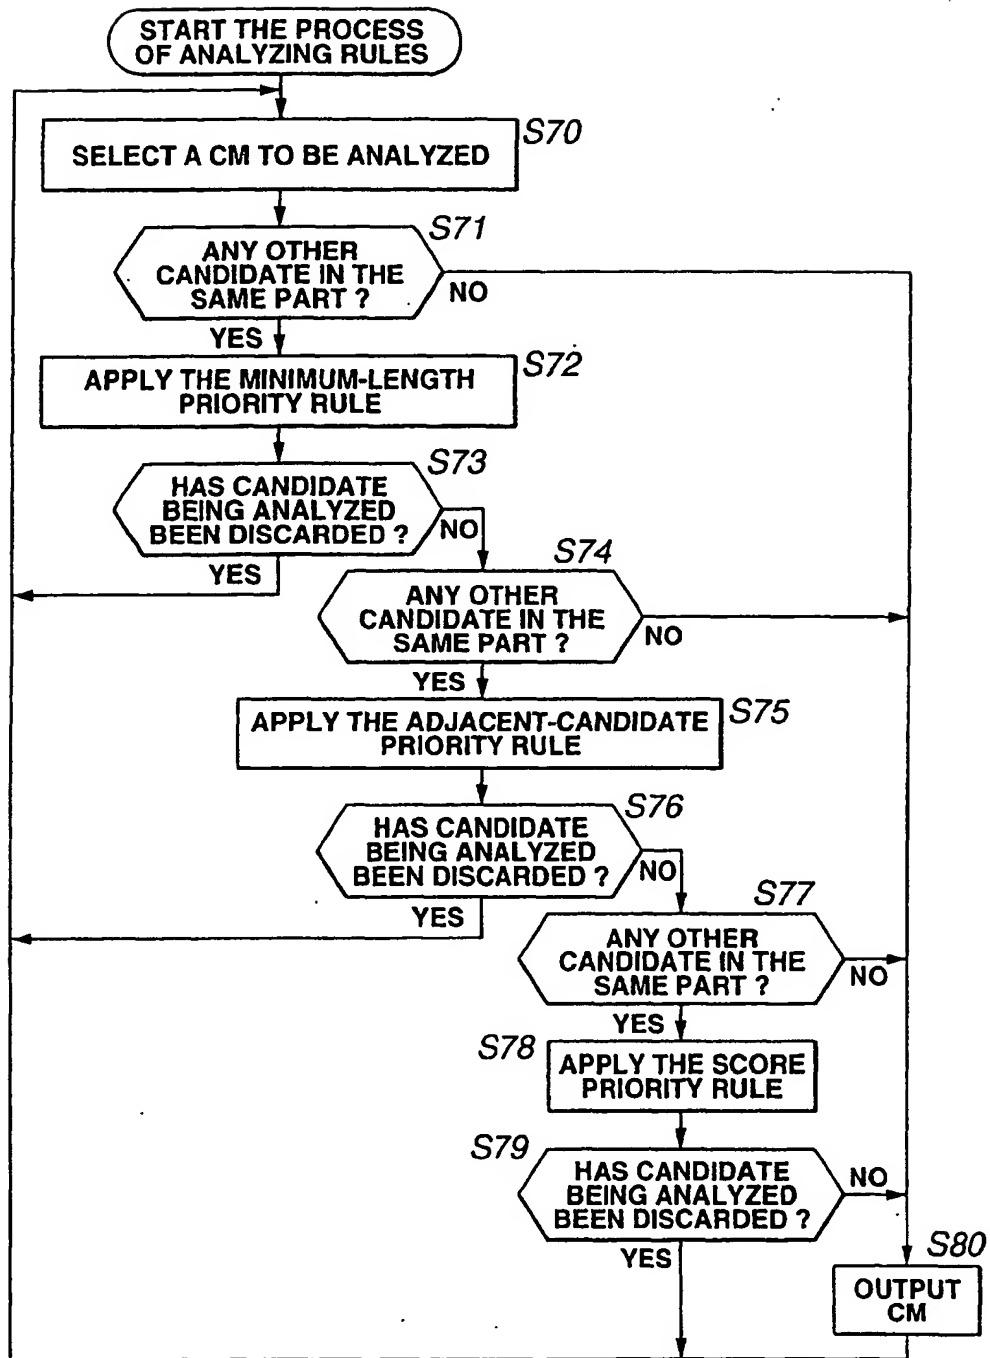 START THE PROCESS
OF ANALYZING RULES
S70
SELECT A CM TO BE ANALYZED
S71
ANY OTHER
CANDIDATE IN THE
SAME PART ?
NO
YES
S72
APPLY THE MINIMUM-LENGTH
PRIORITY RULE
S73
HAS CANDIDATE
BEING ANALYZED
BEEN DISCARDED ?
NO
YES
S74
ANY OTHER
CANDIDATE IN THE
SAME PART ?
NO
YES
S75
APPLY THE ADJACENT-CANDIDATE
PRIORITY RULE
S76
HAS CANDIDATE
BEING ANALYZED
BEEN DISCARDED ?
NO
YES
S77
ANY OTHER
CANDIDATE IN THE
SAME PART ?
NO
YES
S78
APPLY THE SCORE
PRIORITY RULE
S79
HAS CANDIDATE
BEING ANALYZED
BEEN DISCARDED ?
NO
YES
S80
OUTPUT
CM